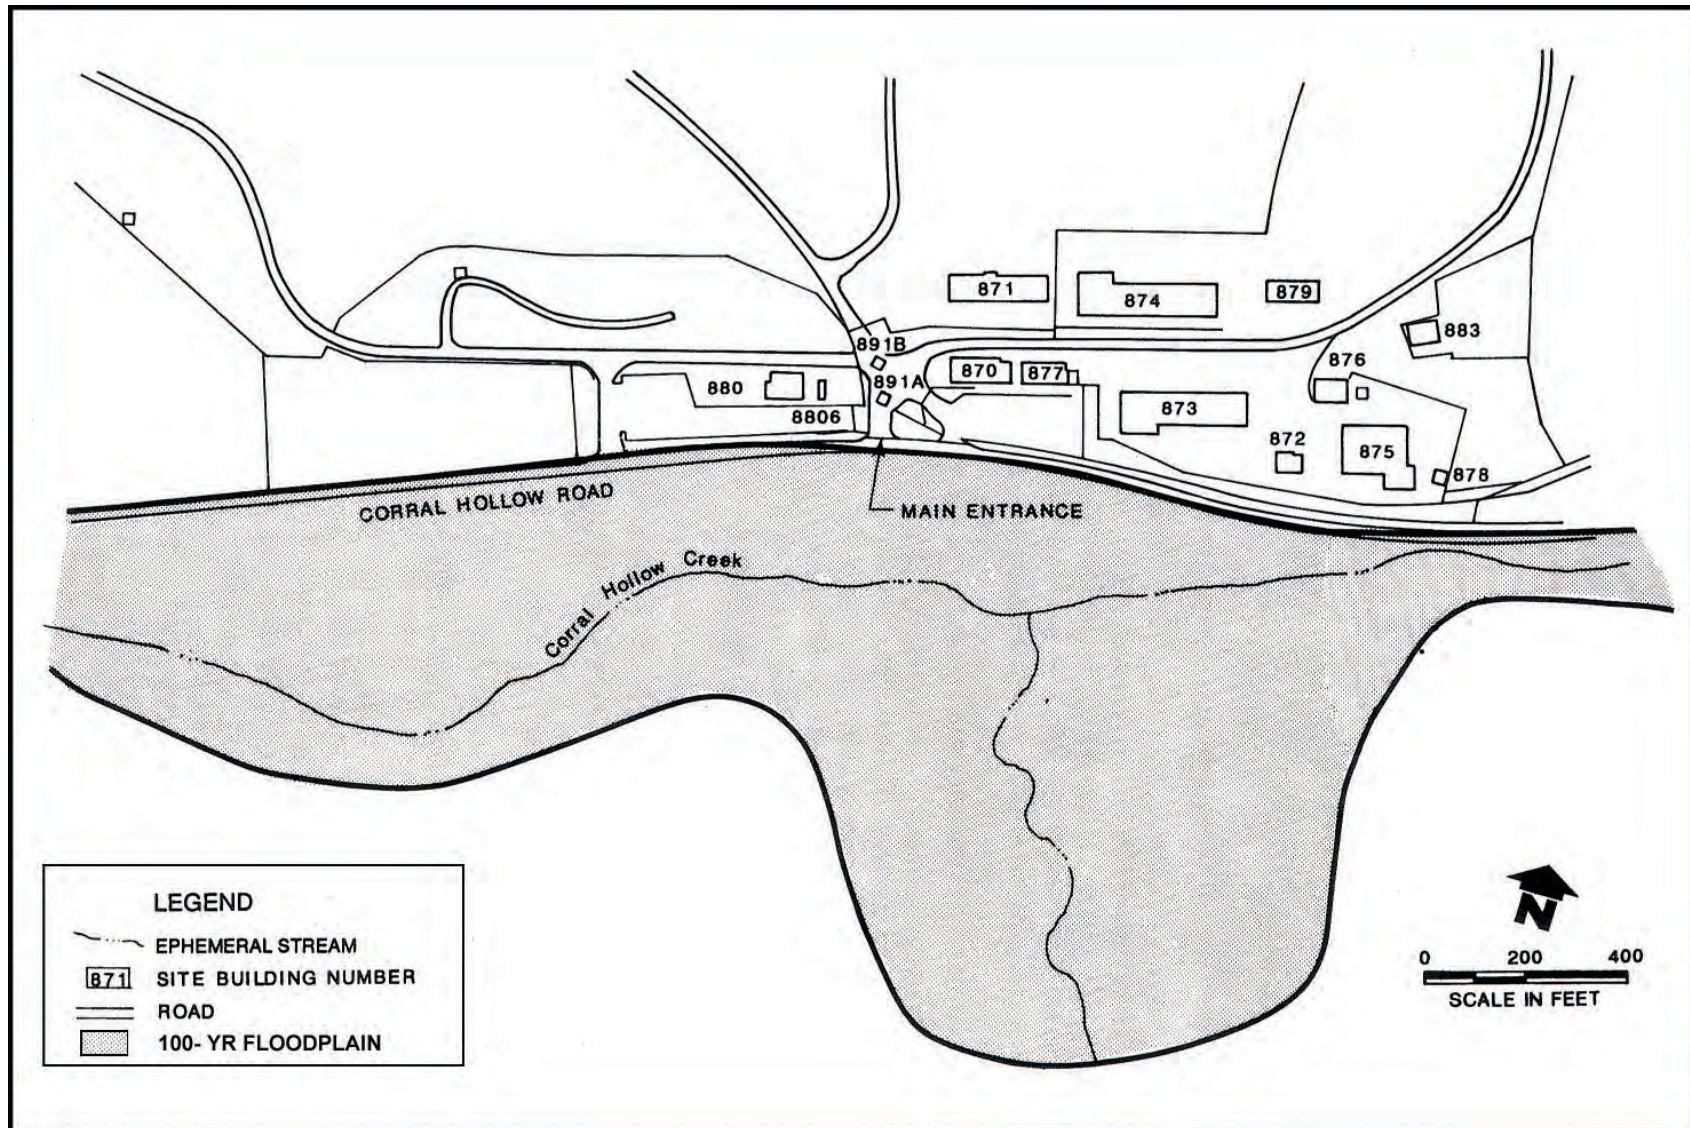 871
874
879
883
891B
876
870
877
880
891A
873
8806
872
875
878
CORRAL HOLLOW ROAD
MAIN ENTRANCE
Corral Hollow Creek
LEGEND
EPHEMERAL STREAM
871 SITE BUILDING NUMBER
ROAD
100- YR FLOODPLAIN
N
0 200 400
SCALE IN FEET